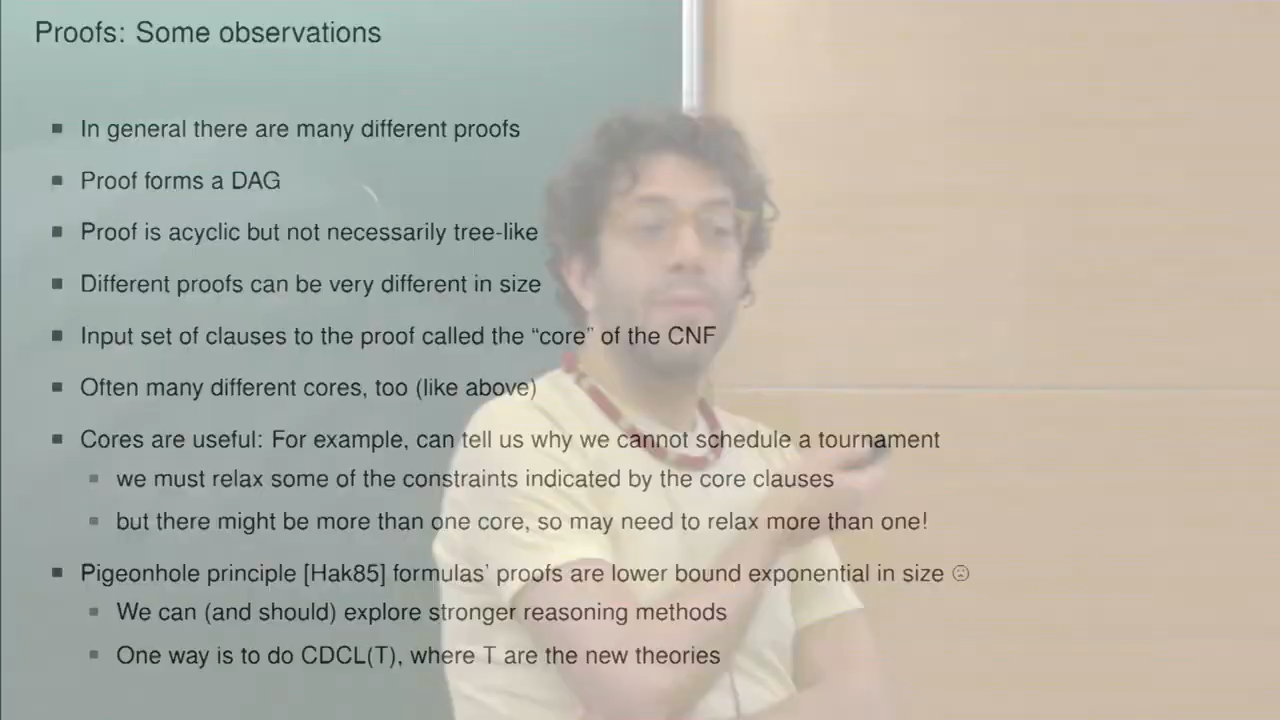 Proofs: Some observations
In general there are many different proofs
Proof forms a DAG
Proof is acyclic but not necessarily tree-like
Different proofs can be very different in size
Input set of clauses to the proof called the “core” of the CNF
Often many different cores, too (like above)
Cores are useful: For example, can tell us why we cannot schedule a tournament
we must relax some of the constraints indicated by the core clauses
but there might be more than one core, so may need to relax more than one!
Pigeonhole principle [Hak85] formulas’ proofs are lower bound exponential in size ☹
We can (and should) explore stronger reasoning methods
One way is to do CDCL(T), where T are the new theories